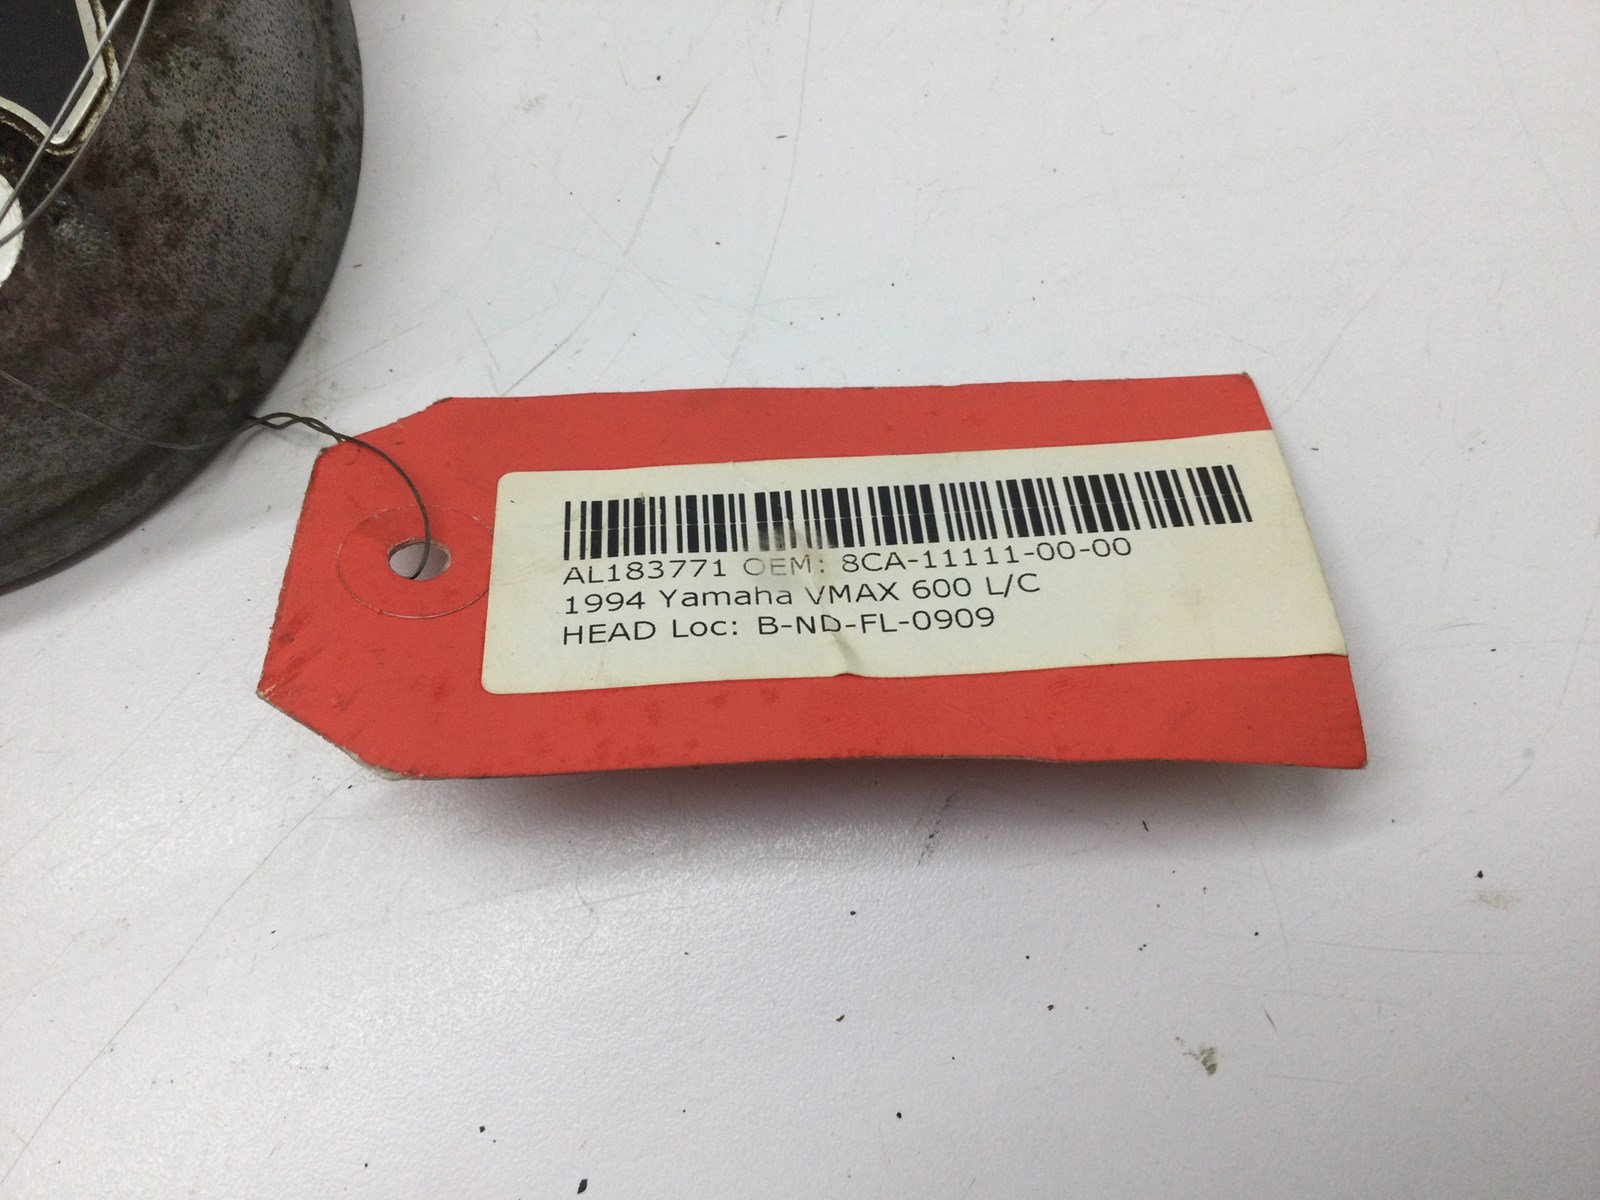 AL183771 OEM: 8CA-11111-00-00
1994 Yamaha VMAX 600 L/C
HEAD Loc: B-ND-FL-0909